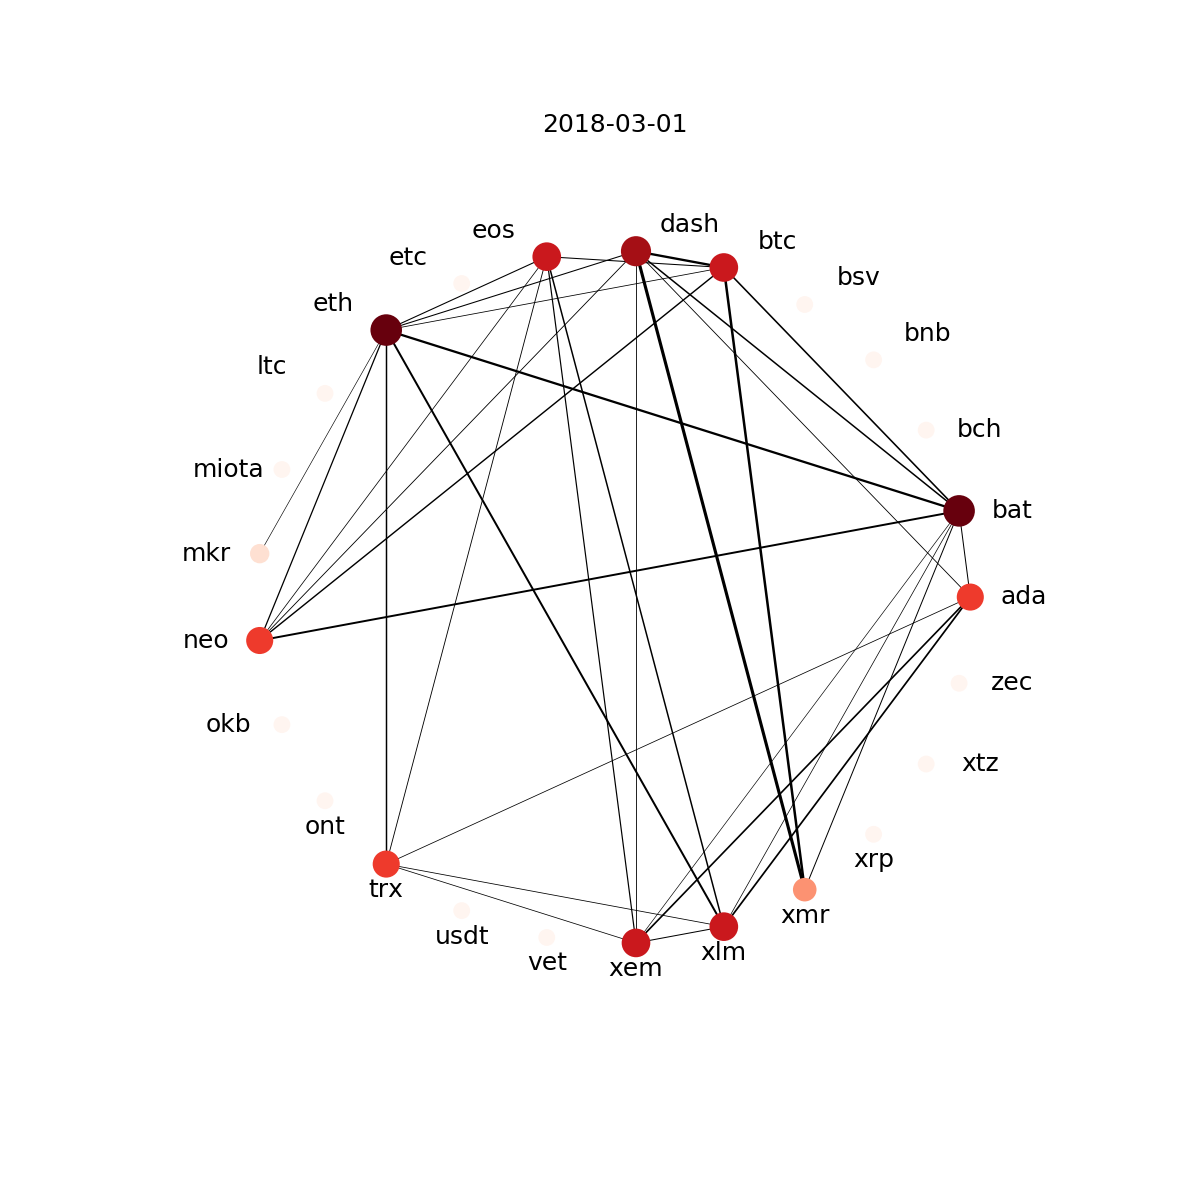 2018-03-01
dash
eos
btc
etc
bsv
eth
bnb
ltc
bch
miota
bat
mkr
ada
neo
zec
okb
xtz
ont
xrp
trx
xmr
usdt
xlm
vet
xem